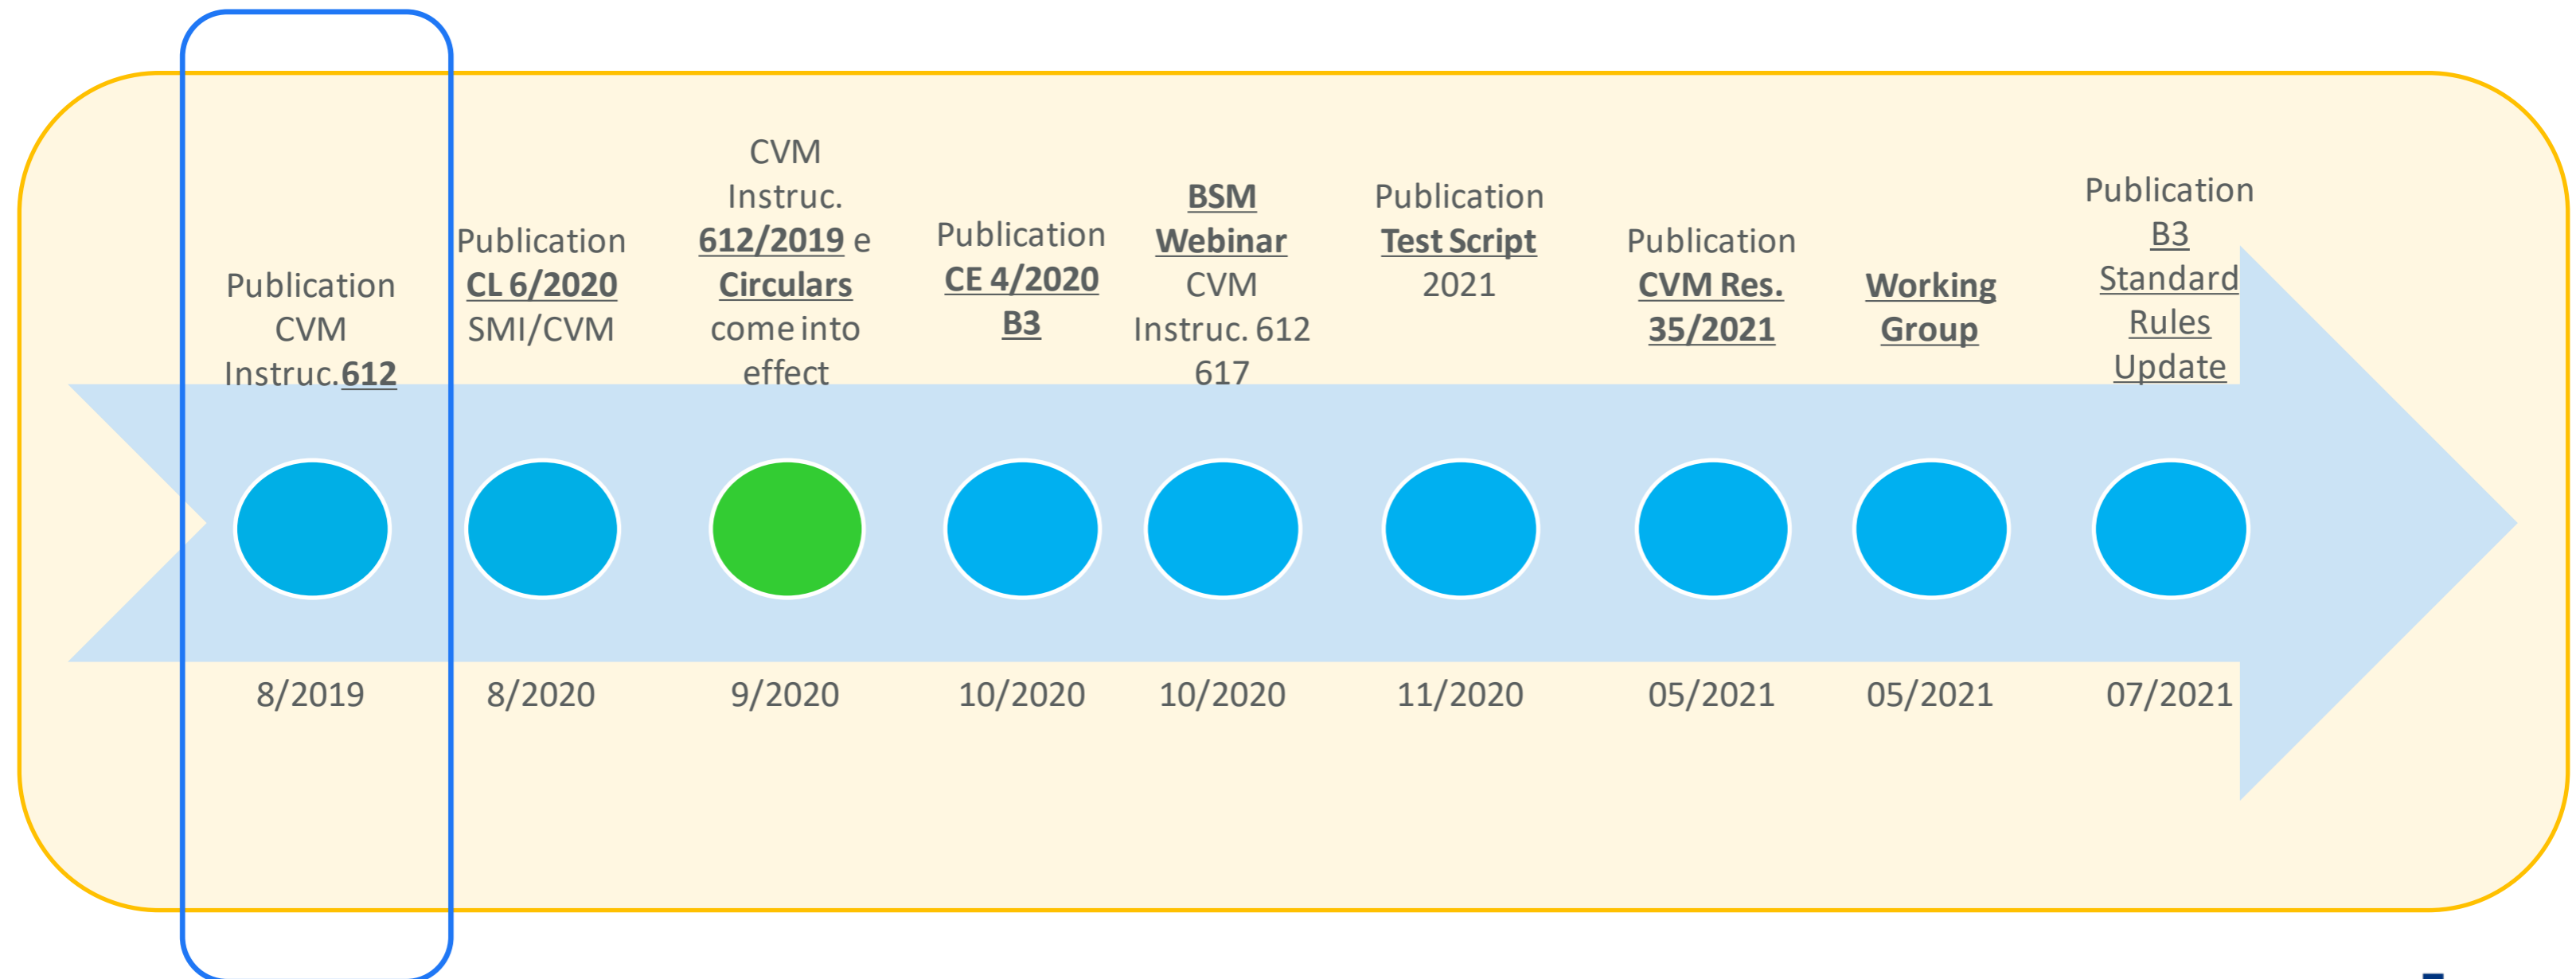 Publication
CVM
Instruc.612
Publication
CL 6/2020
SMI/CVM
CVM
Instruc.
612/2019 e
Circulars
come into
effect
Publication
CE 4/2020
B3
BSM
Webinar
CVM
Instruc. 612
617
Publication
Test Script
2021
Publication
CVM Res.
35/2021
Working
Group
Publication
B3
Standard
Rules
Update
8/2019
8/2020
9/2020
10/2020
10/2020
11/2020
05/2021
05/2021
07/2021